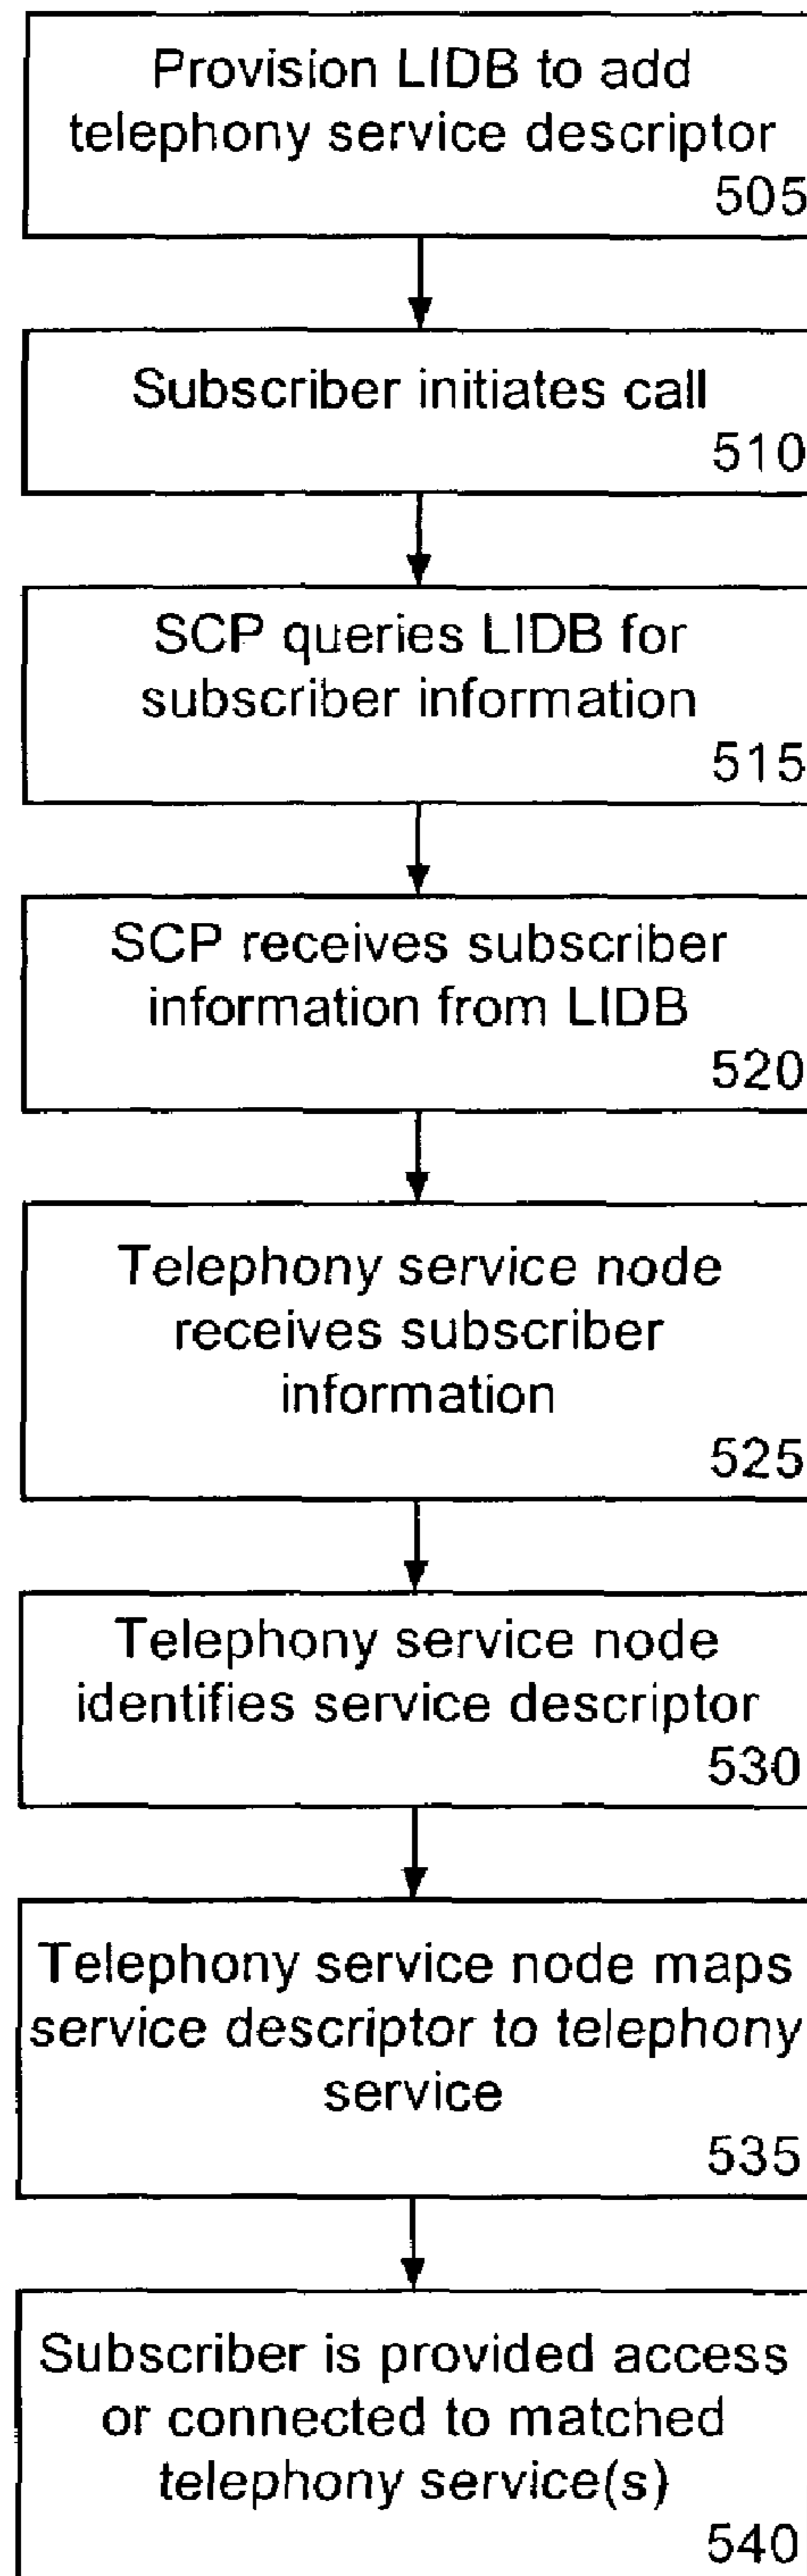 Provision LIDB to add
telephony service descriptor
505
Subscriber initiates call
510
SCP queries LIDB for
subscriber information
515
SCP receives subscriber
information from LIDB
520
Telephony service node
receives subscriber
information
525
Telephony service node
identifies service descriptor
530
Telephony service node maps
service descriptor to telephony
service
535
Subscriber is provided access
or connected to matched
telephony service(s)
540